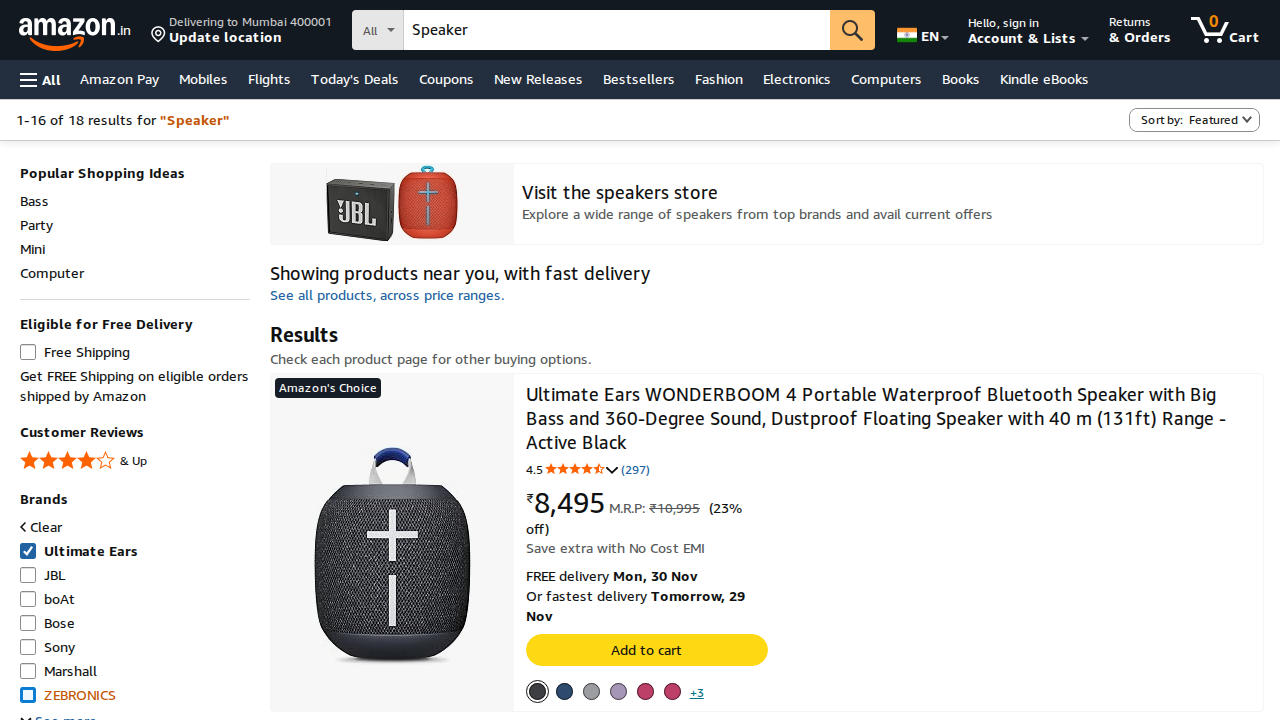 amazon.in
Delivering to Mumbai 400001
Update location
All
Speaker
EN
Hello, sign in
Account & Lists
Returns
& Orders
0
Cart
All
Amazon Pay
Mobiles
Flights
Today's Deals
Coupons
New Releases
Bestsellers
Fashion
Electronics
Computers
Books
Kindle eBooks
1-16 of 18 results for "Speaker"
Sort by: Featured
Popular Shopping Ideas
Bass
Party
Mini
Computer
Eligible for Free Delivery
Free Shipping
Get FREE Shipping on eligible orders
shipped by Amazon
Customer Reviews
& Up
Brands
Clear
Ultimate Ears
JBL
boAt
Bose
Sony
Marshall
ZEBRONICS
See more
JBL
Visit the speakers store
Explore a wide range of speakers from top brands and avail current offers
Showing products near you, with fast delivery
See all products, across price ranges.
Results
Check each product page for other buying options.
Amazon's Choice
Ultimate Ears WONDERBOOM 4 Portable Waterproof Bluetooth Speaker with Big
Bass and 360-Degree Sound, Dustproof Floating Speaker with 40 m (131ft) Range -
Active Black
4.5 (297)
₹8,495 M.R.P: ₹10,995 (23%
off)
Save extra with No Cost EMI
FREE delivery Mon, 30 Nov
Or fastest delivery Tomorrow, 29
Nov
Add to cart
+3